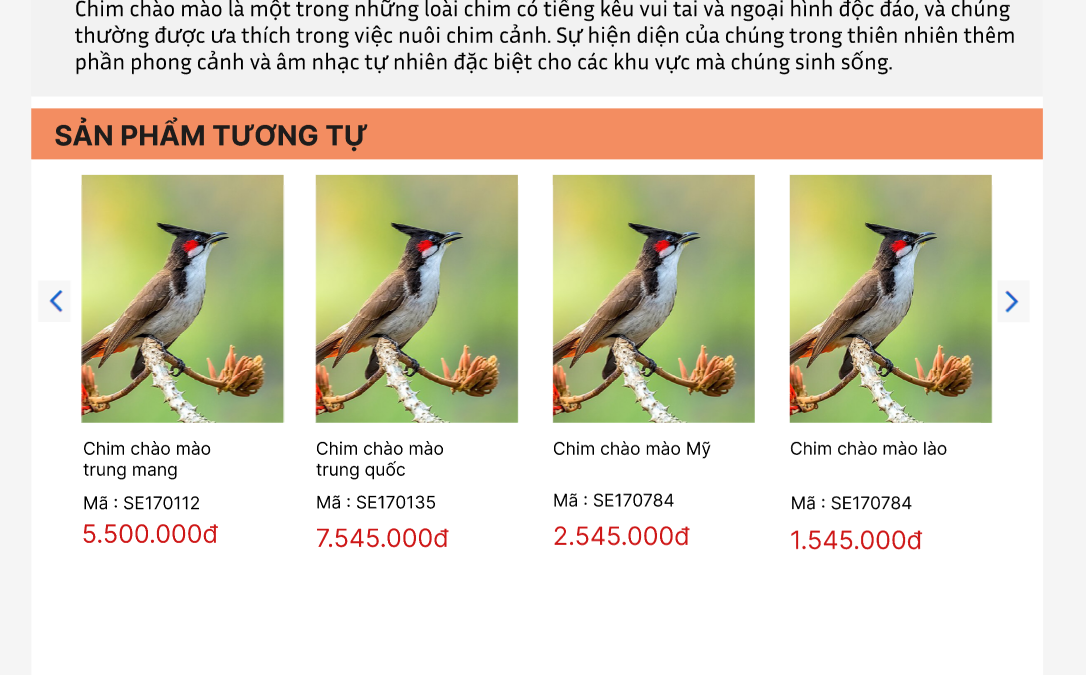 Chim chào mào là một trong những loài chim có tiếng kêu vui tai và ngoại hình độc đáo, và chúng
thường được ưa thích trong việc nuôi chim cảnh. Sự hiện diện của chúng trong thiên nhiên thêm
phần phong cảnh và âm nhạc tự nhiên đặc biệt cho các khu vực mà chúng sinh sống.
SẢN PHẨM TƯƠNG TỰ
Chim chào mào
trung mang
Mã : SE170112
5.500.000đ
Chim chào mào
trung quốc
Mã : SE170135
7.545.000đ
Chim chào mào Mỹ
Mã : SE170784
2.545.000đ
Chim chào mào lào
Mã : SE170784
1.545.000đ